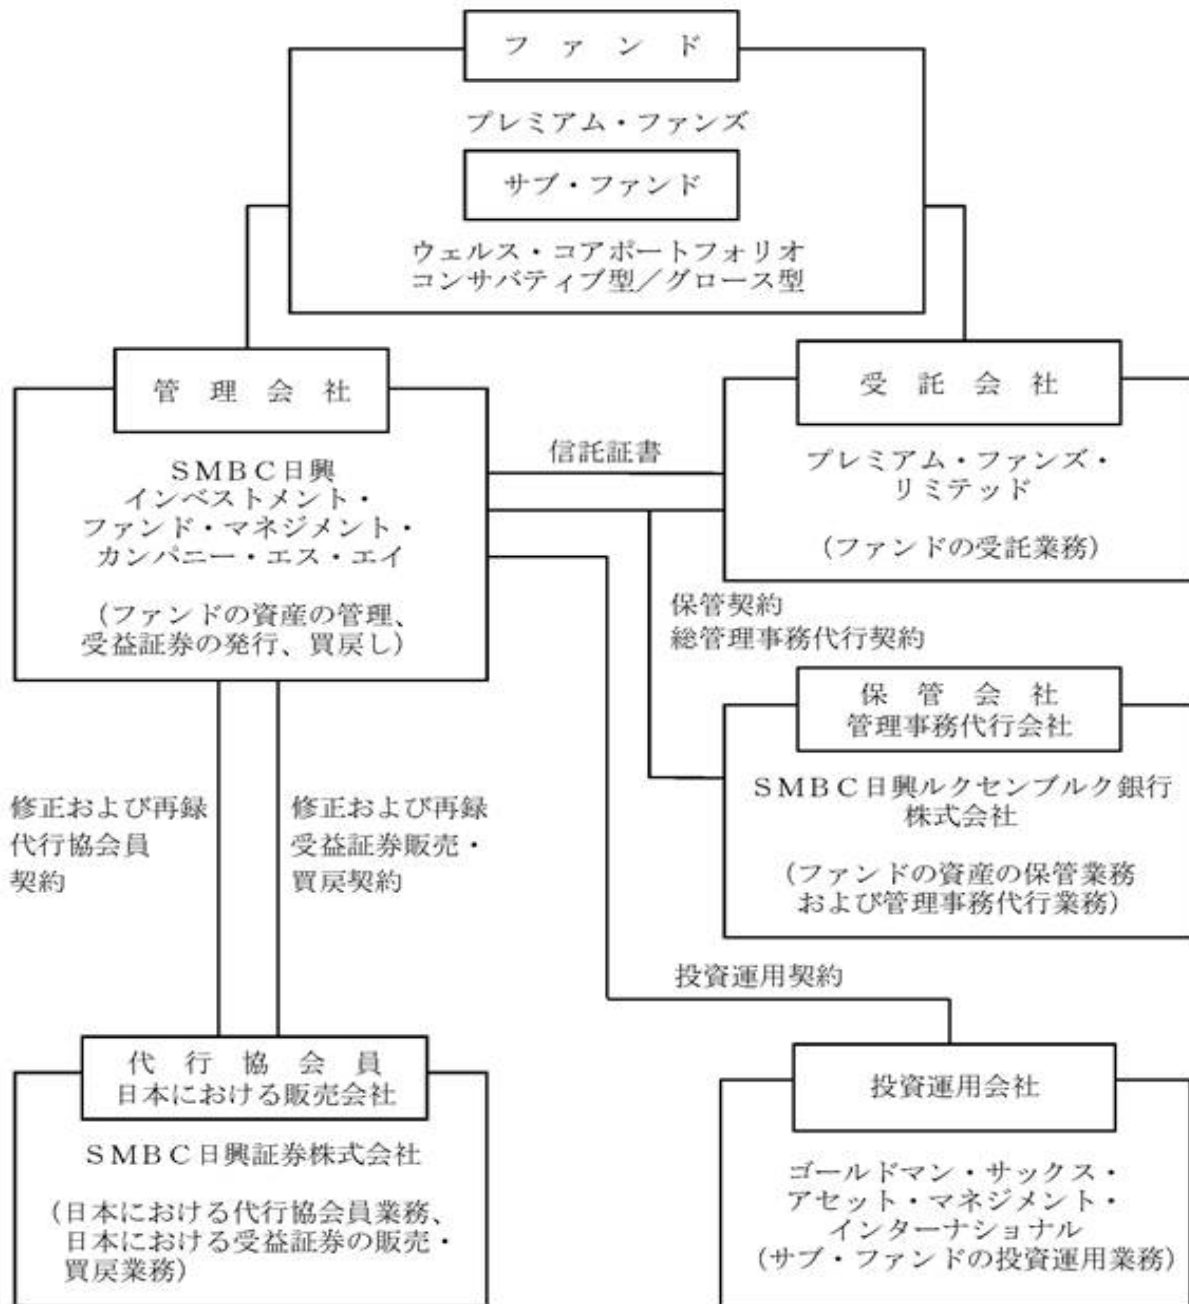 ファンド
プレミアム・ファンズ
サブ・ファンド
ウェルス・コアポートフォリオ
コンサバティブ型／グロース型
管理会社
ＳＭＢＣ日興
インベストメント・
ファンド・マネジメント・
カンパニー・エス・エイ
（ファンドの資産の管理、
受益証券の発行、買戻し）
信託証書
受託会社
プレミアム・ファンズ・
リミテッド
（ファンドの受託業務）
保管契約
総管理事務代行契約
保管会社
管理事務代行会社
ＳＭＢＣ日興ルクセンブルク銀行
株式会社
（ファンドの資産の保管業務
および管理事務代行業務）
修正および再録
代行協会員
契約
修正および再録
受益証券販売・
買戻契約
投資運用契約
代行協会員
日本における販売会社
ＳＭＢＣ日興証券株式会社
（日本における代行協会員業務、
日本における受益証券の販売・
買戻業務）
投資運用会社
ゴールドマン・サックス・
アセット・マネジメント・
インターナショナル
（サブ・ファンドの投資運用業務）